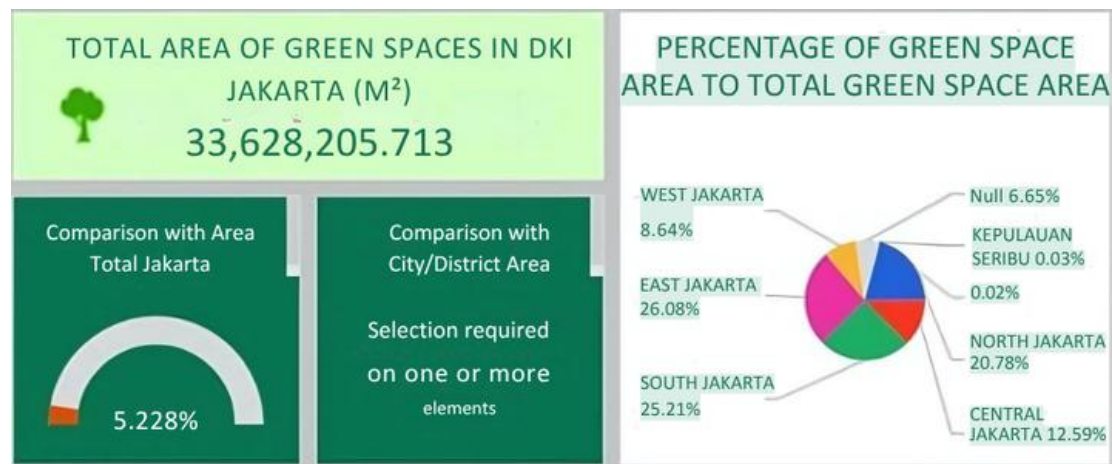 TOTAL AREA OF GREEN SPACES IN DKI
JAKARTA (M²)
33,628,205.713
Comparison with Area
Total Jakarta
5.228%
Comparison with
City/District Area
Selection required
on one or more
elements
PERCENTAGE OF GREEN SPACE
AREA TO TOTAL GREEN SPACE AREA
WEST JAKARTA
8.64%
EAST JAKARTA
26.08%
SOUTH JAKARTA
25.21%
Null 6.65%
KEPULAUAN
SERIBU 0.03%
0.02%
NORTH JAKARTA
20.78%
CENTRAL
JAKARTA 12.59%